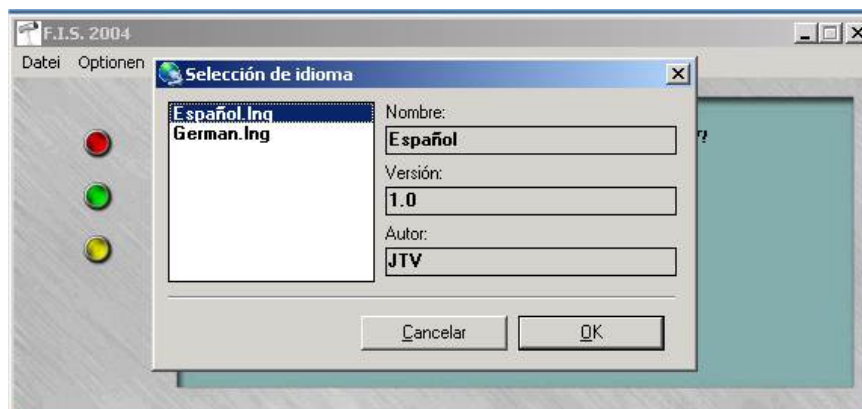 F.I.S. 2004
Datei Optionen
Selección de idioma
Español.lng
German.lng
Nombre:
Español
Versión:
1.0
Autor:
JTV
Cancelar
OK